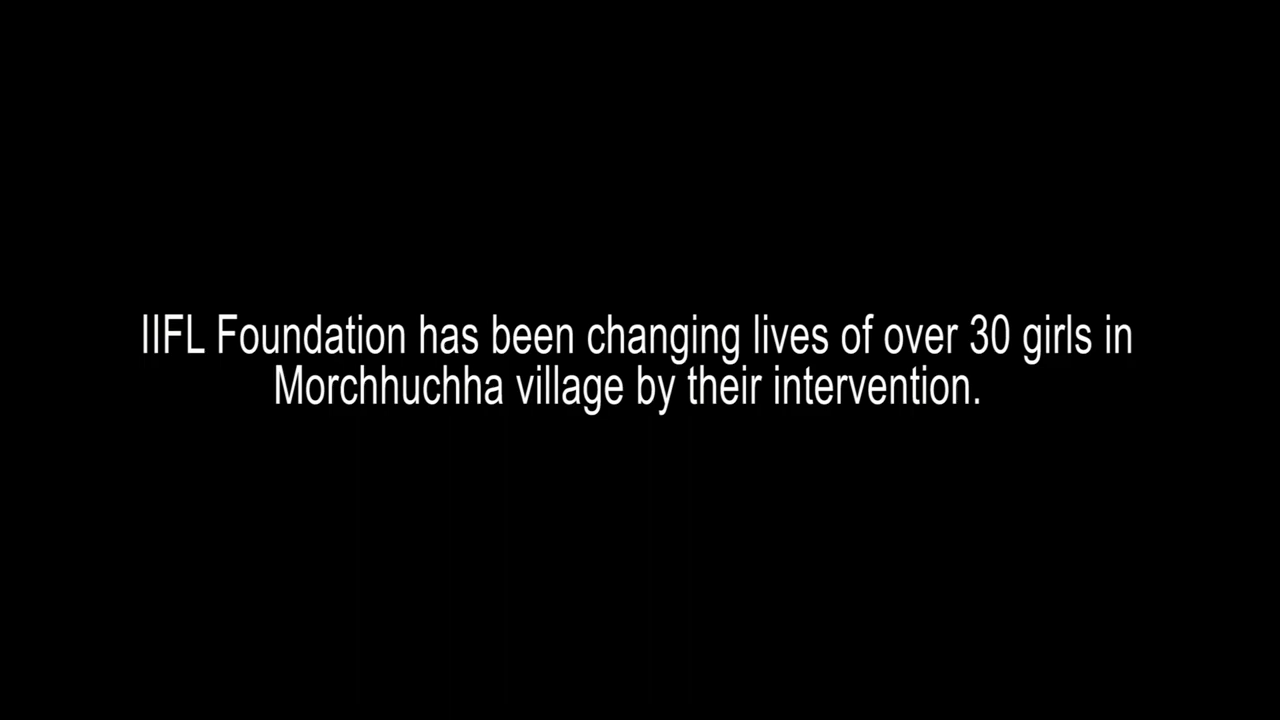 IIFL Foundation has been changing lives of over 30 girls in
Morchhuchha village by their intervention.